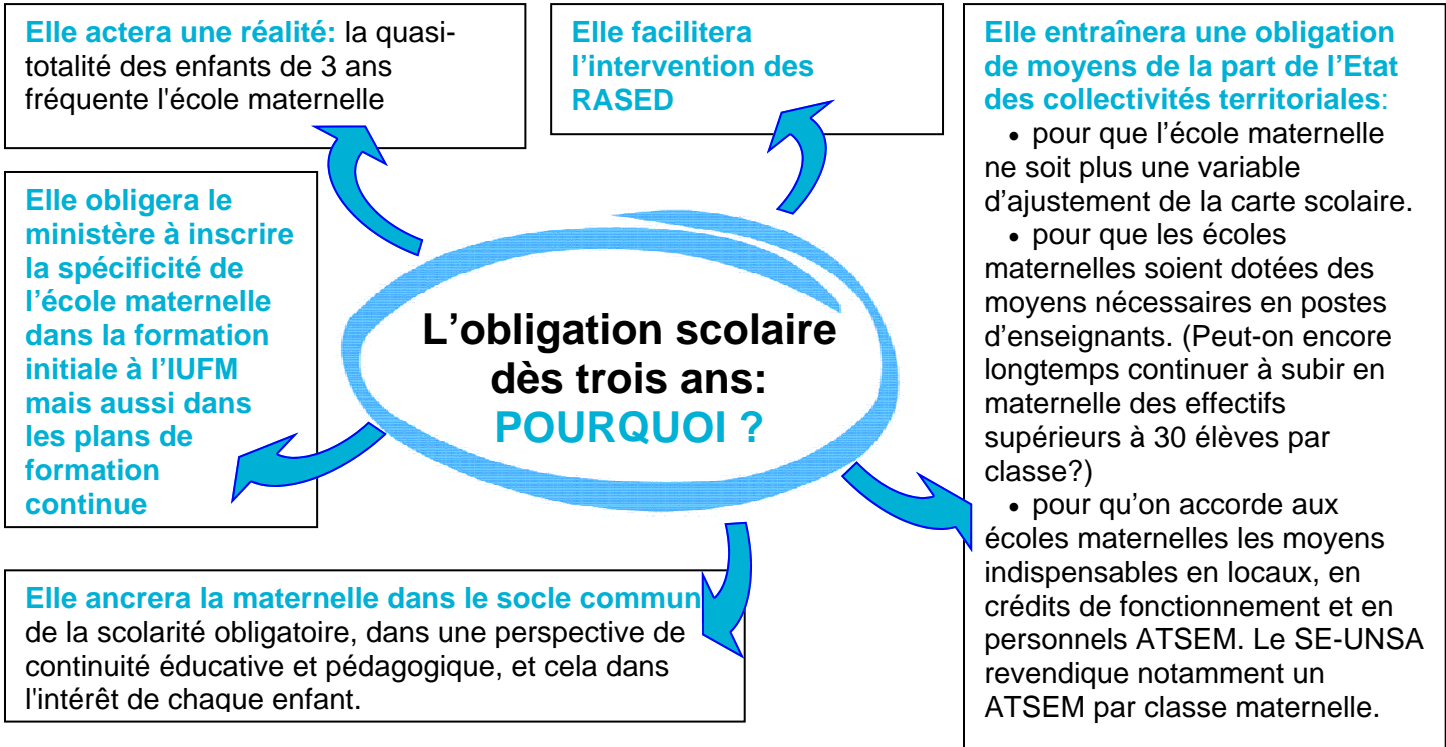 Elle actera une réalité: la quasi-
totalité des enfants de 3 ans
fréquente l'école maternelle
Elle facilitera
l’intervention des
RASED
Elle entraînera une obligation
de moyens de la part de l’Etat
des collectivités territoriales:
• pour que l’école maternelle
ne soit plus une variable
d’ajustement de la carte scolaire.
• pour que les écoles
maternelles soient dotées des
moyens nécessaires en postes
d’enseignants. (Peut-on encore
longtemps continuer à subir en
maternelle des effectifs
supérieurs à 30 élèves par
classe?)
• pour qu’on accorde aux
écoles maternelles les moyens
indispensables en locaux, en
crédits de fonctionnement et en
personnels ATSEM. Le SE-UNSA
revendique notamment un
ATSEM par classe maternelle.
Elle obligera le
ministère à inscrire
la spécificité de
l’école maternelle
dans la formation
initiale à l’IUFM
mais aussi dans
les plans de
formation
continue
L’obligation scolaire
dès trois ans:
POURQUOI ?
Elle ancrera la maternelle dans le socle commun
de la scolarité obligatoire, dans une perspective de
continuité éducative et pédagogique, et cela dans
l'intérêt de chaque enfant.